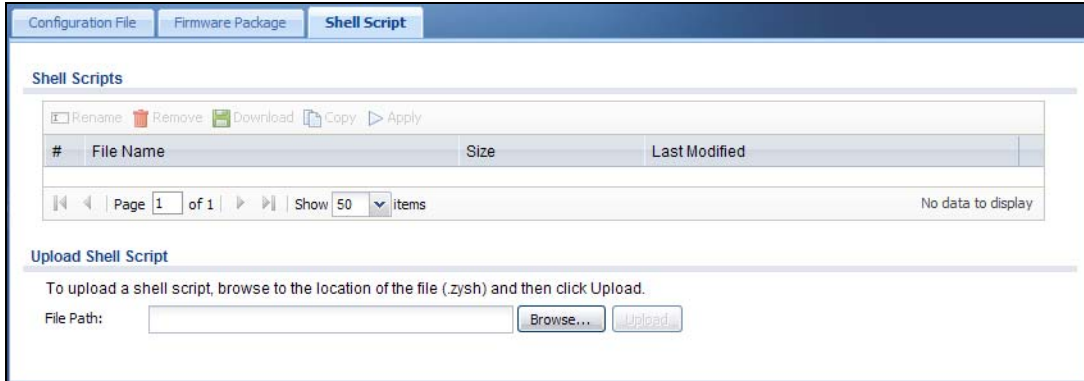 Configuration File Firmware Package Shell Script
Shell Scripts
Rename Remove Download Copy Apply
# File Name Size Last Modified
Page 1 of 1 Show 50 items No data to display
Upload Shell Script
To upload a shell script, browse to the location of the file (.zysh) and then click Upload.
File Path: Browse... Upload